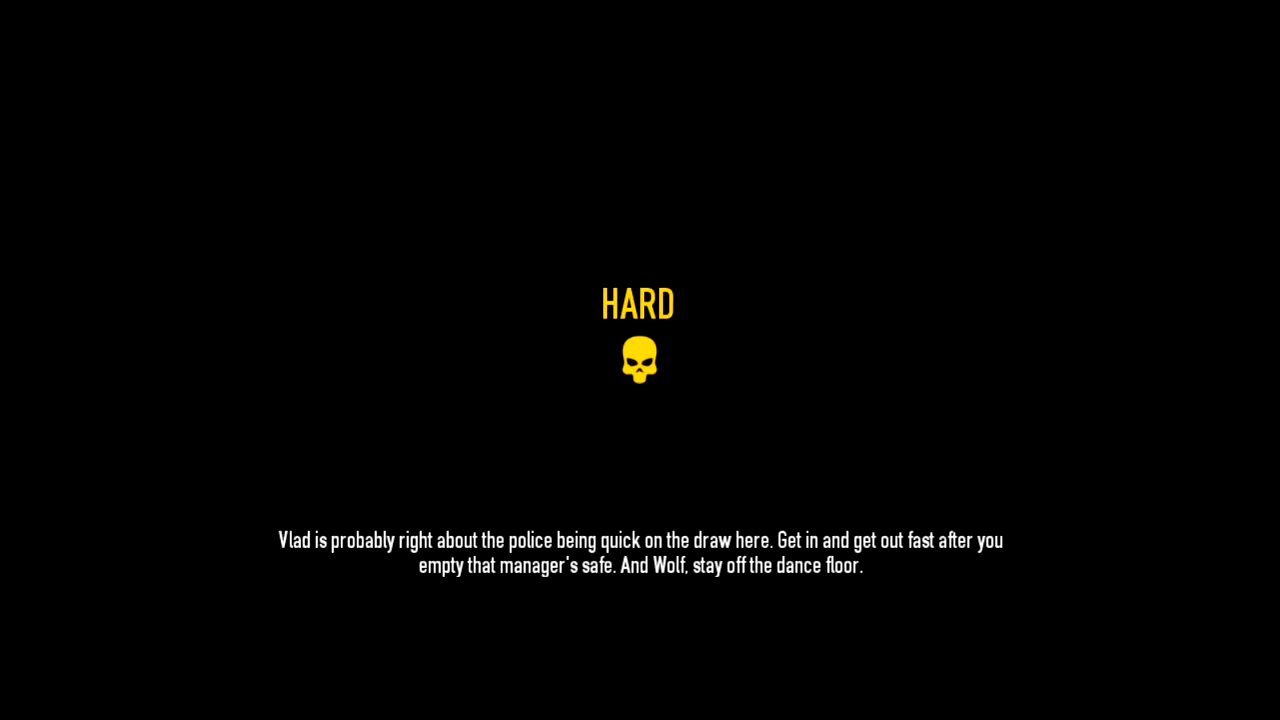 HARD
Vlad is probably right about the police being quick on the draw here. Get in and get out fast after you
empty that manager's safe. And Wolf, stay off the dance floor.